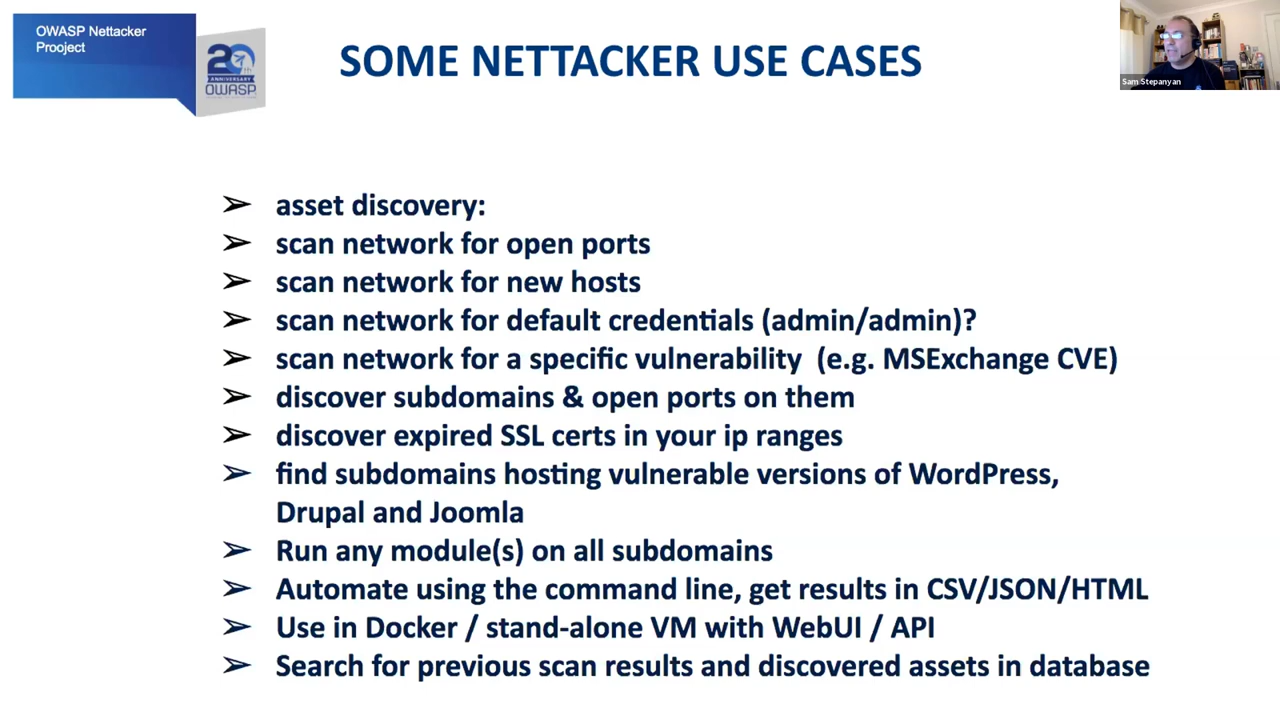 OWASP Nettacker
Prooject
20
ANNIVERSARY
OWASP
SOME NETTACKER USE CASES
Sam Stepanyan
➢ asset discovery:
➢ scan network for open ports
➢ scan network for new hosts
➢ scan network for default credentials (admin/admin)?
➢ scan network for a specific vulnerability (e.g. MSExchange CVE)
➢ discover subdomains & open ports on them
➢ discover expired SSL certs in your ip ranges
➢ find subdomains hosting vulnerable versions of WordPress,
Drupal and Joomla
➢ Run any module(s) on all subdomains
➢ Automate using the command line, get results in CSV/JSON/HTML
➢ Use in Docker / stand-alone VM with WebUI / API
➢ Search for previous scan results and discovered assets in database